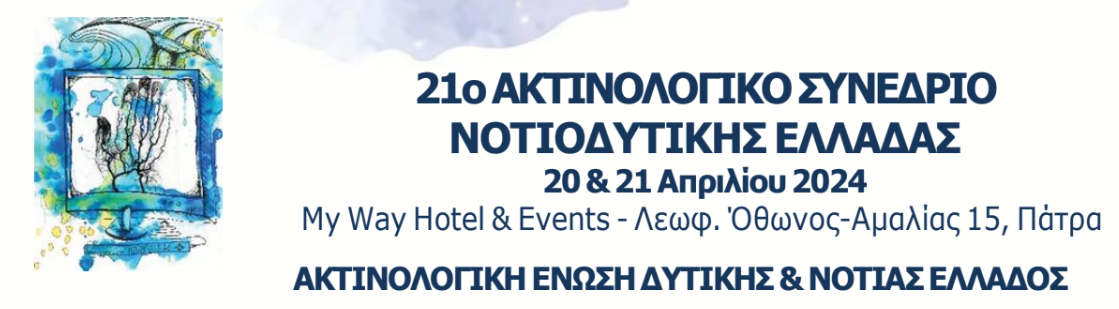 21ο ΑΚΤΙΝΟΛΟΓΙΚΟ ΣΥΝΕΔΡΙΟ
ΝΟΤΙΟΔΥΤΙΚΗΣ ΕΛΛΑΔΑΣ
20 & 21 Απριλίου 2024
My Way Hotel & Events - Λεωφ. Όθωνος-Αμαλίας 15, Πάτρα
ΑΚΤΙΝΟΛΟΓΙΚΗ ΕΝΩΣΗ ΔΥΤΙΚΗΣ & ΝΟΤΙΑΣ ΕΛΛΑΔΟΣ